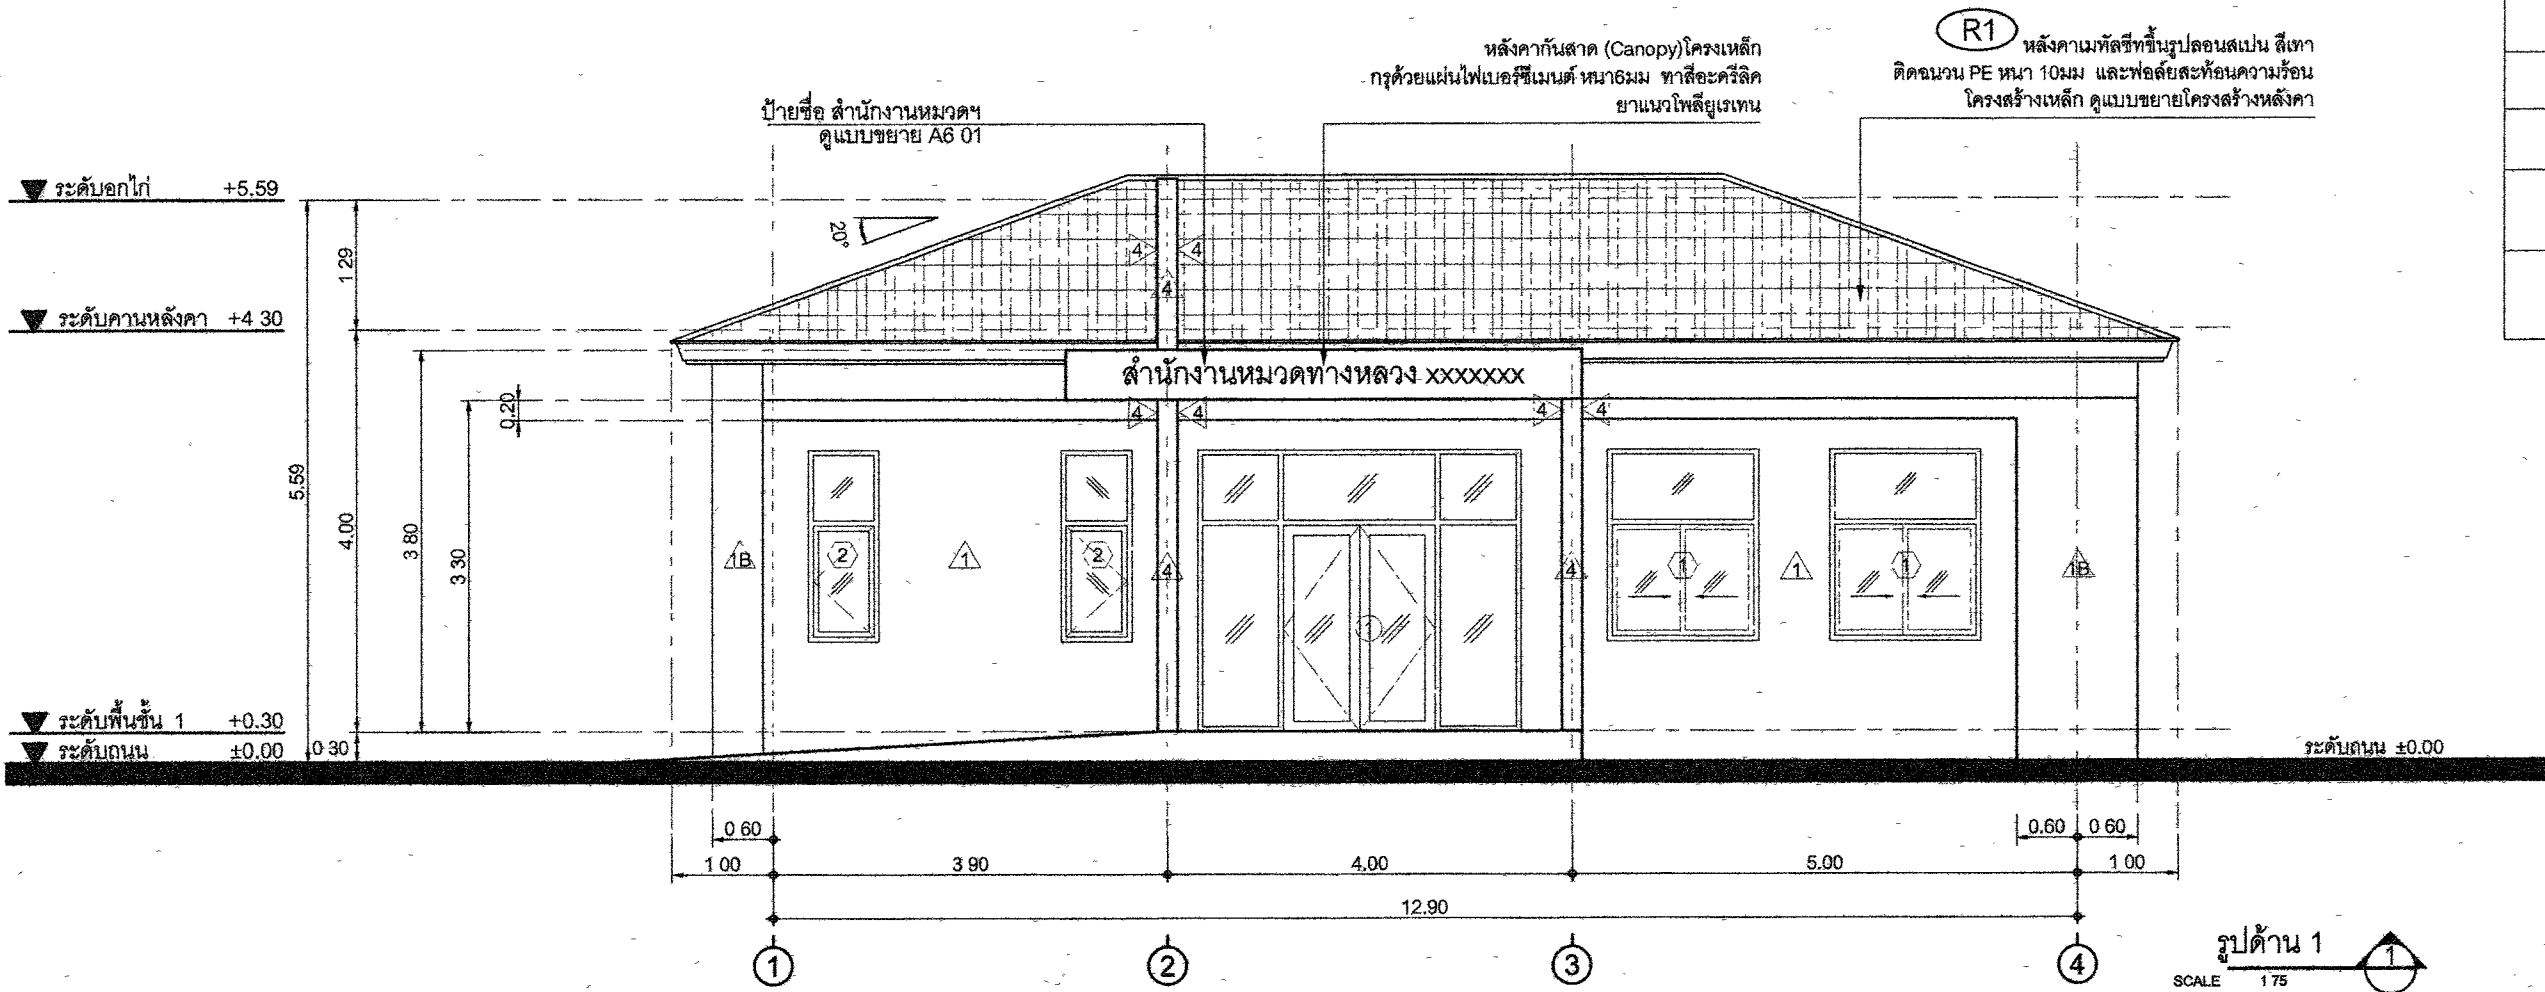 R1
หลังคาเมทัลชีทขึ้นรูปลอนสเปน สีเทา
ติดฉนวน PE หนา 10มม และฟอล์ยสะท้อนความร้อน
โครงสร้างเหล็ก ดูแบบขยายโครงสร้างหลังคา
หลังคากันสาด (Canopy)โครงเหล็ก
กรุด้วยแผ่นไฟเบอร์ซีเมนต์ หนา6มม ทาสีอะครีลิค
ยาแนวโพลียูเรเทน
ป้ายชื่อ สำนักงานหมวดฯ
ดูแบบขยาย A6 01
ระดับอกไก่ +5.59
20°
1 29
4 4
4
ระดับคานหลังคา +4 30
สำนักงานหมวดทางหลวง xxxxxxx
0.20
4 4 4 4
5.59
4.00
3 80
3 30
1B 2 1 2 4 4 1 1 1 1B
1
ระดับพื้นชั้น 1 +0.30
ระดับถนน ±0.00
0 30
ระดับถนน ±0.00
0 60 0.60 0 60
1 00 3 90 4.00 5.00 1 00
12.90
1 2 3 4
รูปด้าน 1
1
SCALE 1 75